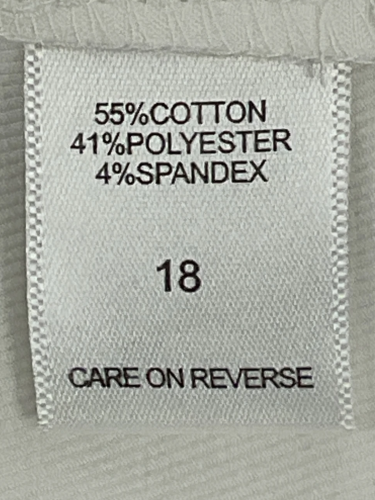 55%COTTON
41%POLYESTER
4%SPANDEX
18
CARE ON REVERSE